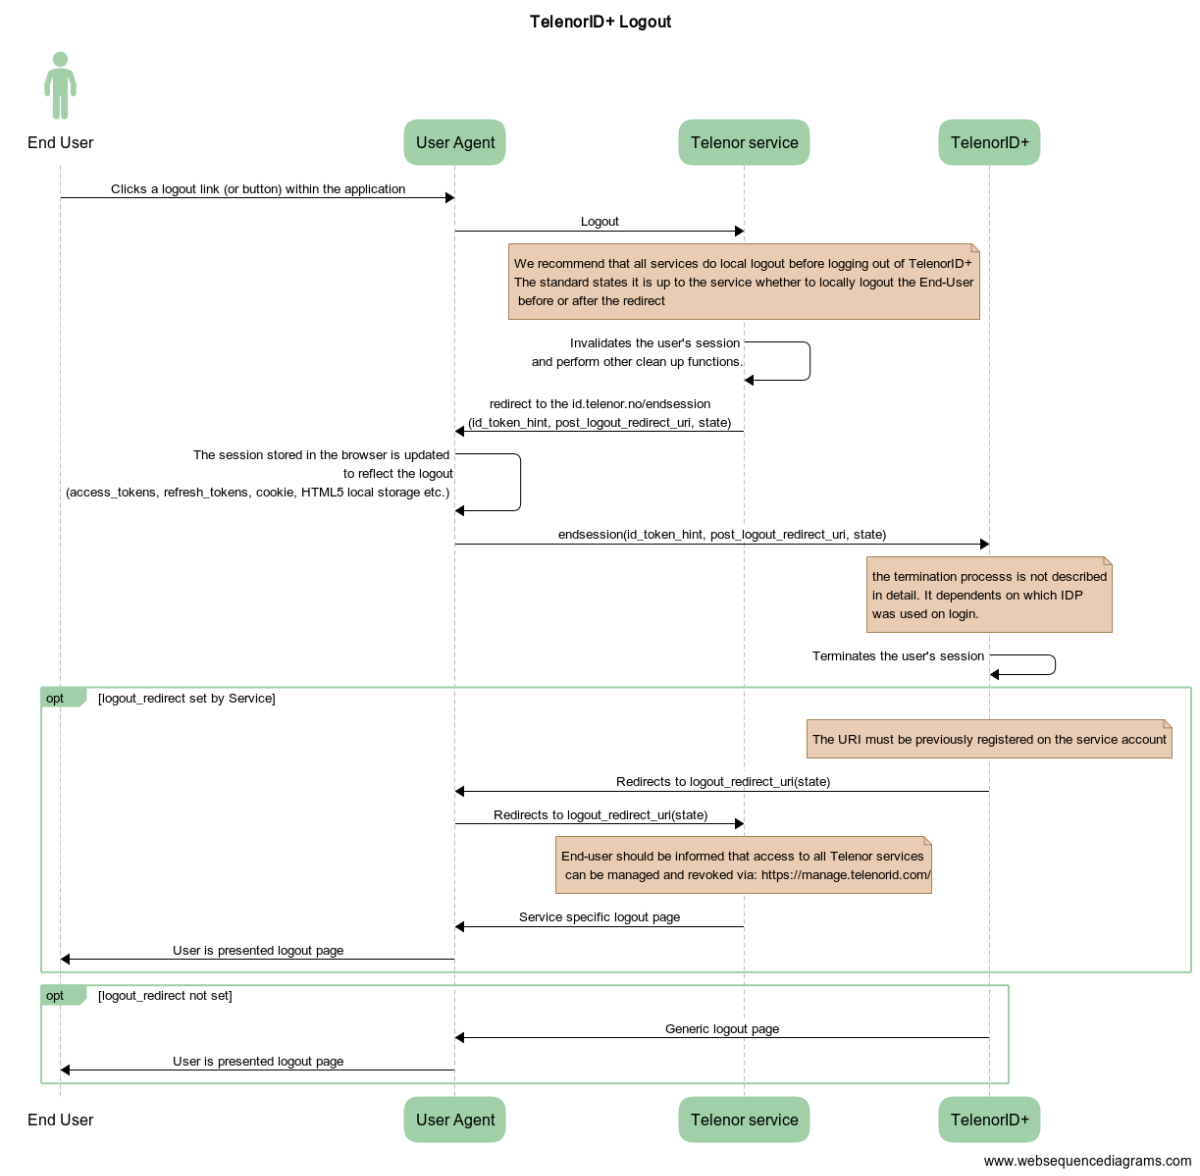 TelenorID+ Logout
End User
User Agent
Telenor service
TelenorID+
Clicks a logout link (or button) within the application
Logout
We recommend that all services do local logout before logging out of TelenorID+
The standard states it is up to the service whether to locally logout the End-User
before or after the redirect
Invalidates the user's session
and perform other clean up functions.
redirect to the id.telenor.no/endsession
(id_token_hint, post_logout_redirect_uri, state)
The session stored in the browser is updated
to reflect the logout
(access_tokens, refresh_tokens, cookie, HTML5 local storage etc.)
endsession(id_token_hint, post_logout_redirect_uri, state)
the termination processs is not described
in detail. It dependents on which IDP
was used on login.
Terminates the user's session
opt
[logout_redirect set by Service]
The URI must be previously registered on the service account
Redirects to logout_redirect_uri(state)
Redirects to logout_redirect_uri(state)
End-user should be informed that access to all Telenor services
can be managed and revoked via: https://manage.telenorid.com/
Service specific logout page
User is presented logout page
opt
[logout_redirect not set]
Generic logout page
User is presented logout page
End User
User Agent
Telenor service
TelenorID+
www.websequencediagrams.com